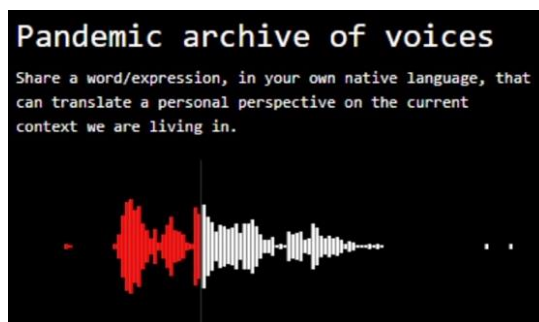 Pandemic archive of voices
Share a word/expression, in your own native language, that
can translate a personal perspective on the current
context we are living in.